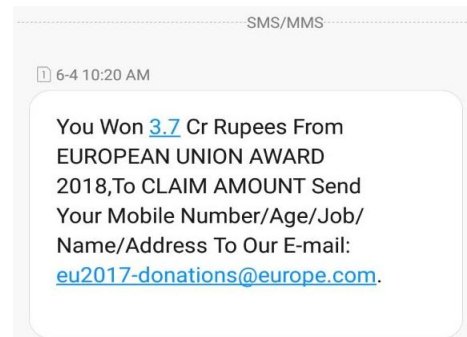 SMS/MMS
1 6-4 10:20 AM
You Won 3.7 Cr Rupees From
EUROPEAN UNION AWARD
2018,To CLAIM AMOUNT Send
Your Mobile Number/Age/Job/
Name/Address To Our E-mail:
eu2017-donations@europe.com.